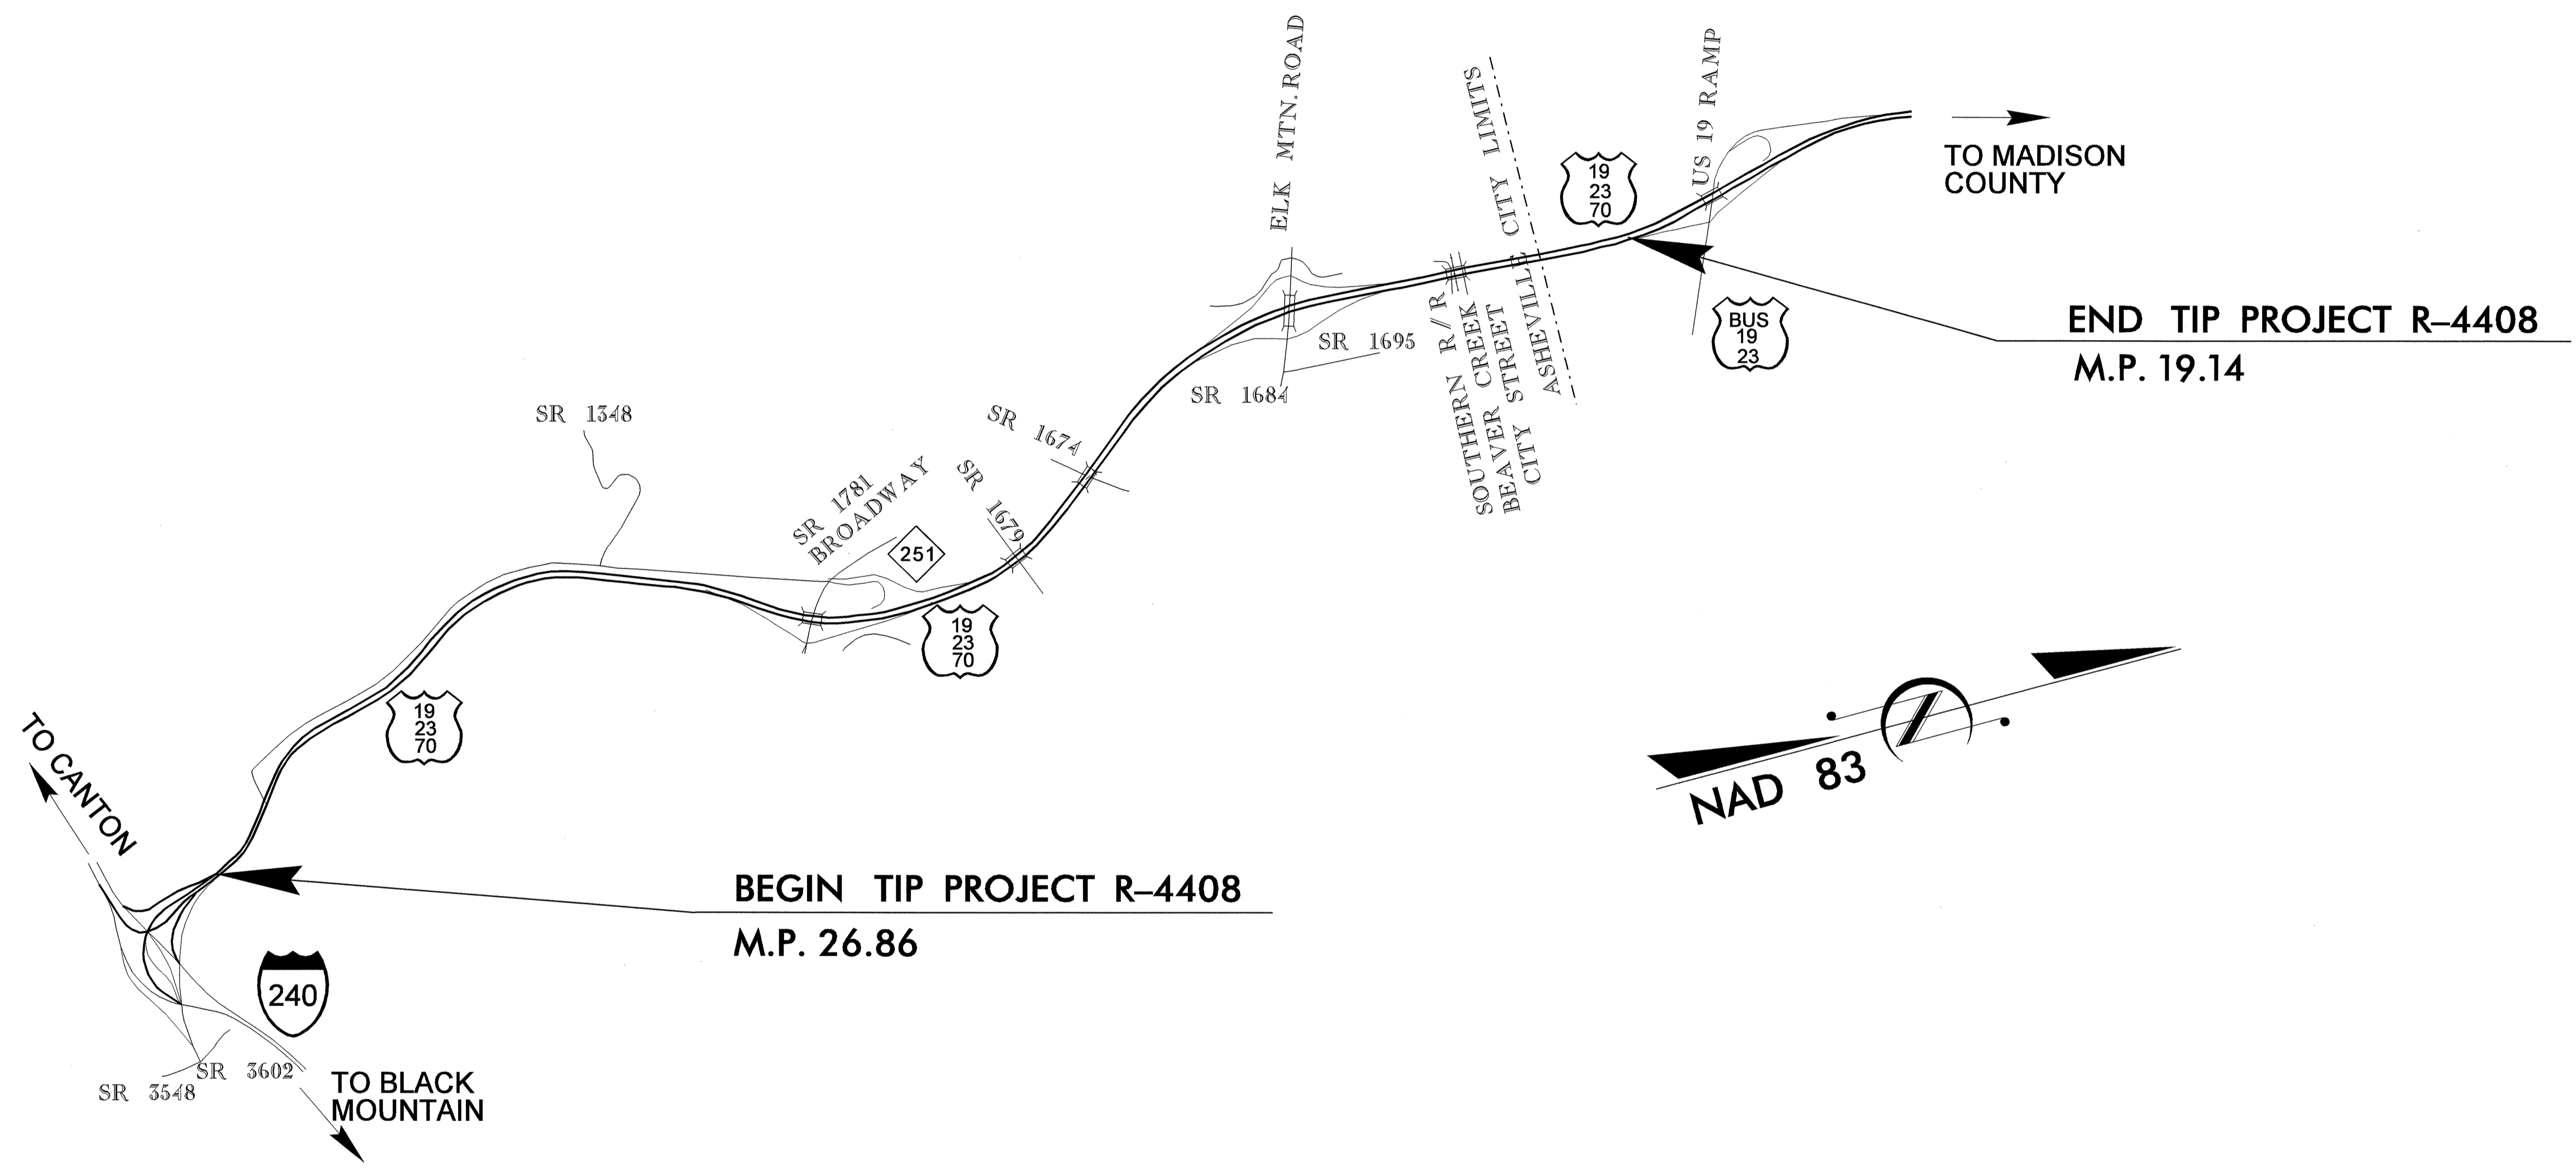 ELK MTN. ROAD
ASHEVILLE CITY LIMITS
US 19 RAMP
19
23
70
TO MADISON
COUNTY
BUS
19
23
END TIP PROJECT R-4408
M.P. 19.14
SR 1695
SR 1684
SOUTHERN R/R
BEAVER CREEK
CITY STREET
SR 1348
SR 1674
SR 1679
SR 1781
BROADWAY
251
19
23
70
19
23
70
NAD 83
TO CANTON
BEGIN TIP PROJECT R-4408
M.P. 26.86
240
SR 3602
SR 3548
TO BLACK
MOUNTAIN